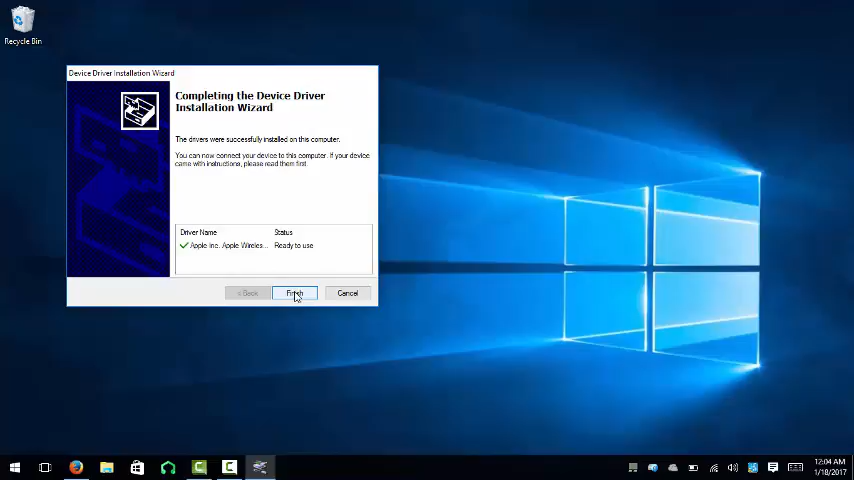 Recycle Bin
Device Driver Installation Wizard
Completing the Device Driver
Installation Wizard
The drivers were successfully installed on this computer.
You can now connect your device to this computer. If your device
came with instructions, please read them first.
Driver Name Status
Apple Inc. Apple Wireles... Ready to use
< Back Finish Cancel
12:04 AM
1/18/2017